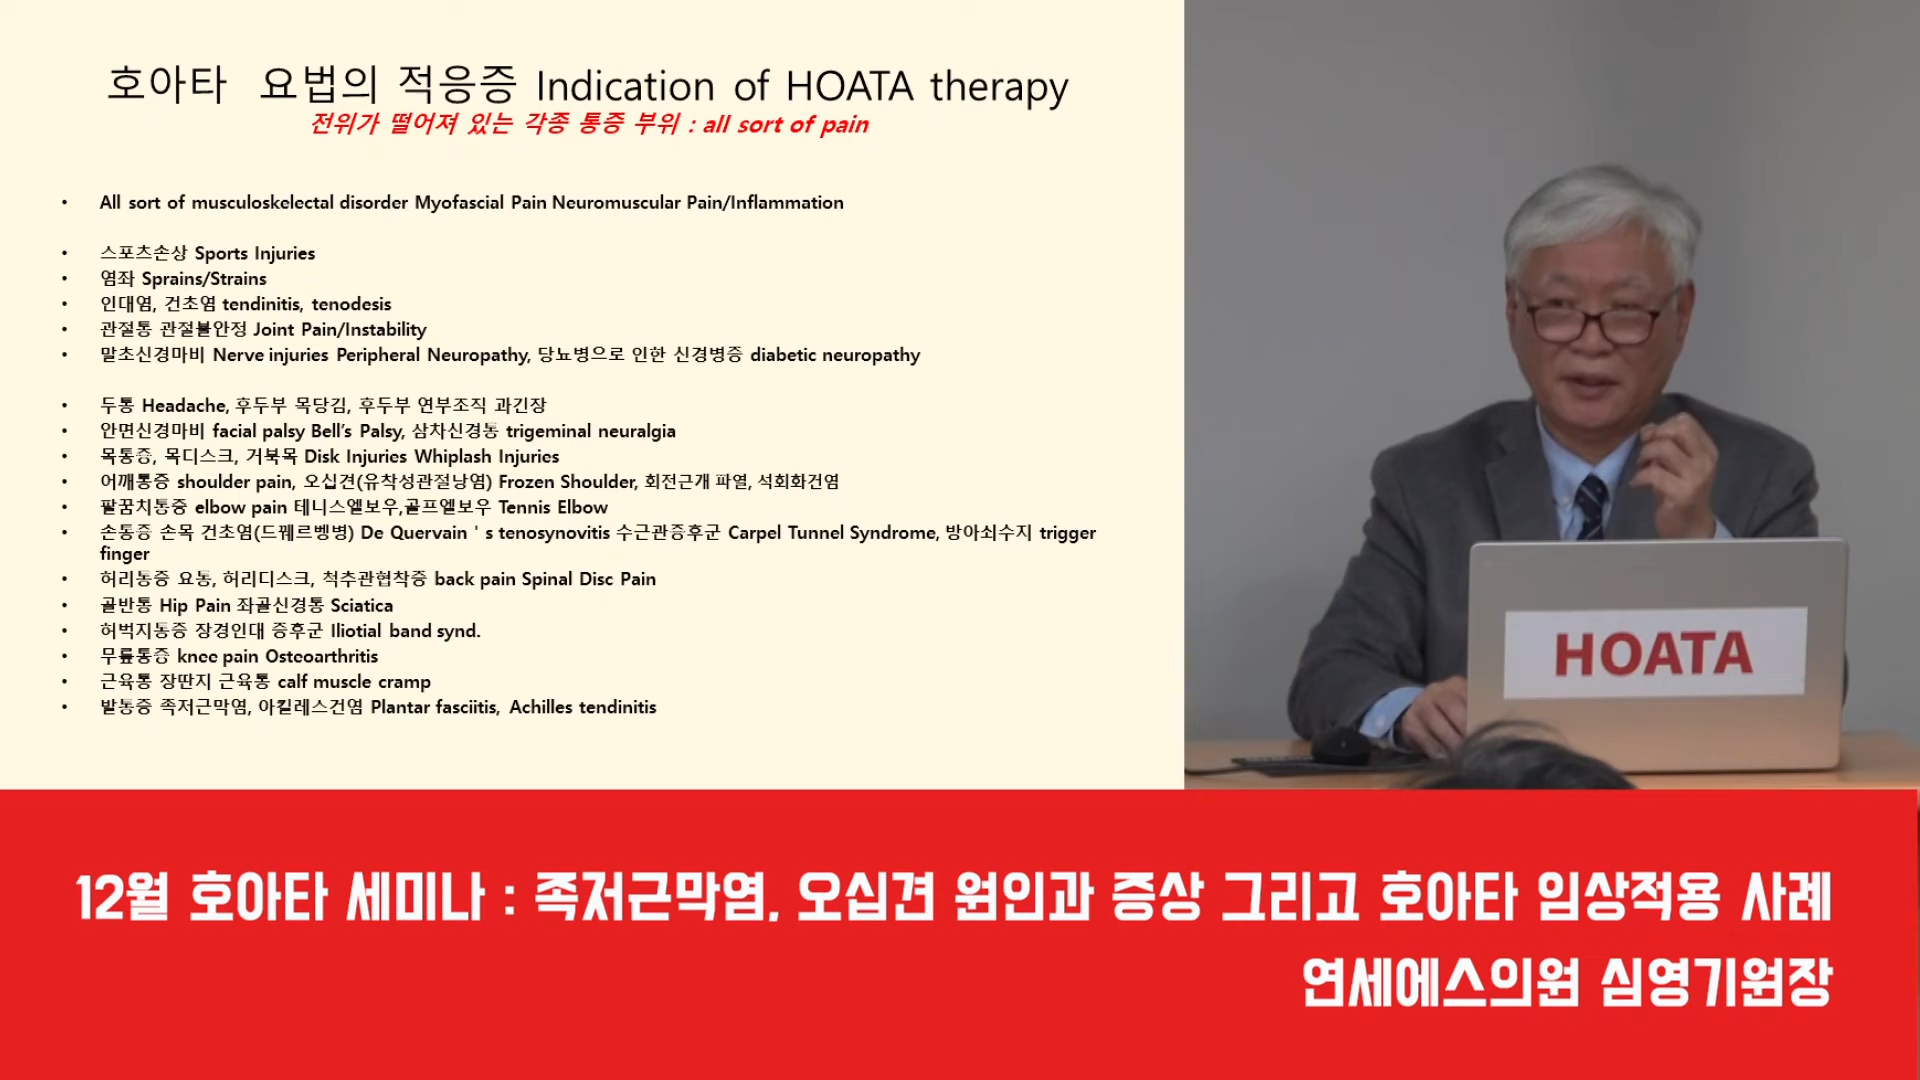 호아타 요법의 적응증 Indication of HOATA therapy
전위가 떨어져 있는 각종 통증 부위 : all sort of pain
• All sort of musculoskelectal disorder Myofascial Pain Neuromuscular Pain/Inflammation
• 스포츠손상 Sports Injuries
• 염좌 Sprains/Strains
• 인대염, 건초염 tendinitis, tenodesis
• 관절통 관절불안정 Joint Pain/Instability
• 말초신경마비 Nerve injuries Peripheral Neuropathy, 당뇨병으로 인한 신경병증 diabetic neuropathy
• 두통 Headache, 후두부 목당김, 후두부 연부조직 과긴장
• 안면신경마비 facial palsy Bell’s Palsy, 삼차신경통 trigeminal neuralgia
• 목통증, 목디스크, 거북목 Disk Injuries Whiplash Injuries
• 어깨통증 shoulder pain, 오십견(유착성관절낭염) Frozen Shoulder, 회전근개 파열, 석회화건염
• 팔꿈치통증 elbow pain 테니스엘보우,골프엘보우 Tennis Elbow
• 손통증 손목 건초염(드퀘르벵병) De Quervain ' s tenosynovitis 수근관증후군 Carpel Tunnel Syndrome, 방아쇠수지 trigger
finger
• 허리통증 요통, 허리디스크, 척추관협착증 back pain Spinal Disc Pain
• 골반통 Hip Pain 좌골신경통 Sciatica
• 허벅지통증 장경인대 증후군 Iliotial band synd.
• 무릎통증 knee pain Osteoarthritis
• 근육통 장딴지 근육통 calf muscle cramp
• 발통증 족저근막염, 아킬레스건염 Plantar fasciitis, Achilles tendinitis
HOATA
12월 호아타 세미나 : 족저근막염, 오십견 원인과 증상 그리고 호아타 임상적용 사례
연세에스의원 심영기원장